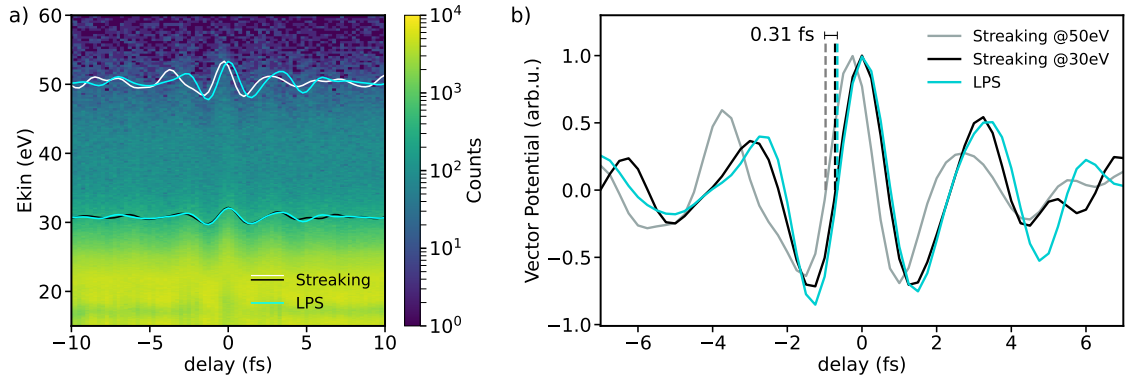 a)
60
50
40
30
20
Ekin (eV)
−10
−5
0
5
10
delay (fs)
Streaking
LPS
10^4
10^3
10^2
10^1
10^0
Counts
b)
1.0
0.5
0.0
−0.5
−1.0
Vector Potential (arb.u.)
−6
−4
−2
0
2
4
6
delay (fs)
0.31 fs
Streaking @50eV
Streaking @30eV
LPS